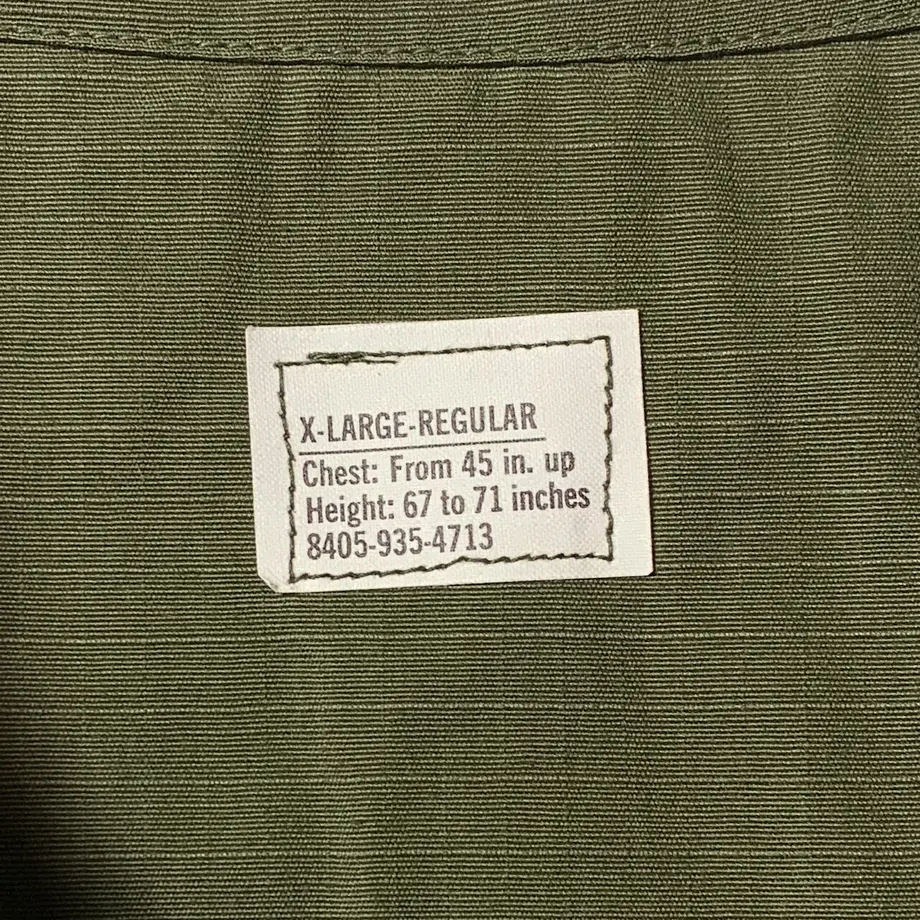 X-LARGE-REGULAR
Chest: From 45 in. up
Height: 67 to 71 inches
8405-935-4713